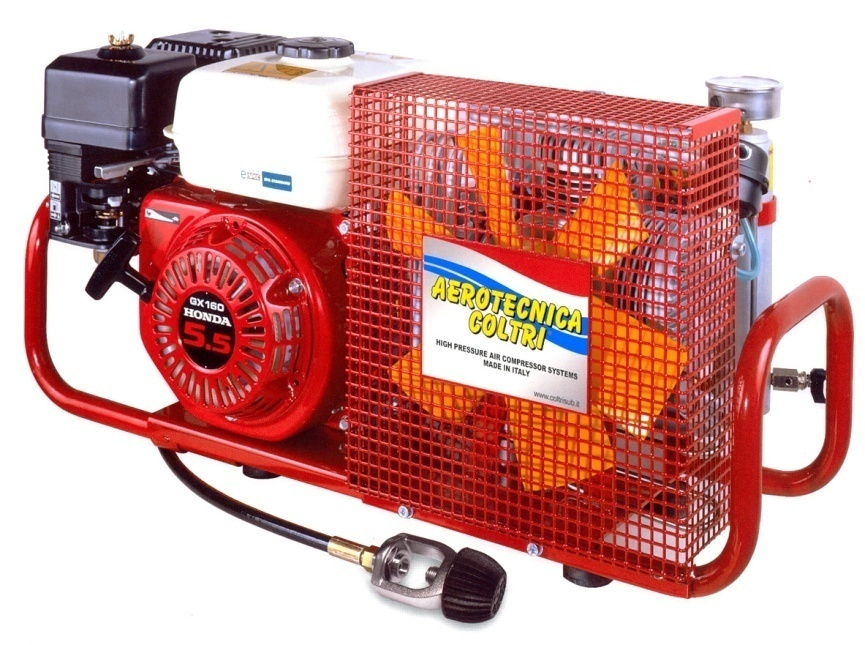 GX160
HONDA
5.5
AEROTECNICA
COLTRI
HIGH PRESSURE AIR COMPRESSOR SYSTEMS
MADE IN ITALY
www.coltrisub.it